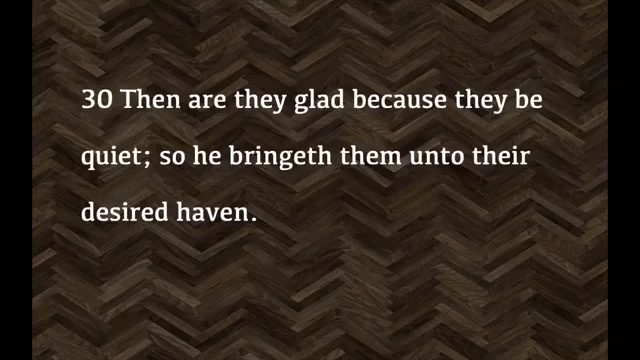 30 Then are they glad because they be
quiet; so he bringeth them unto their
desired haven.